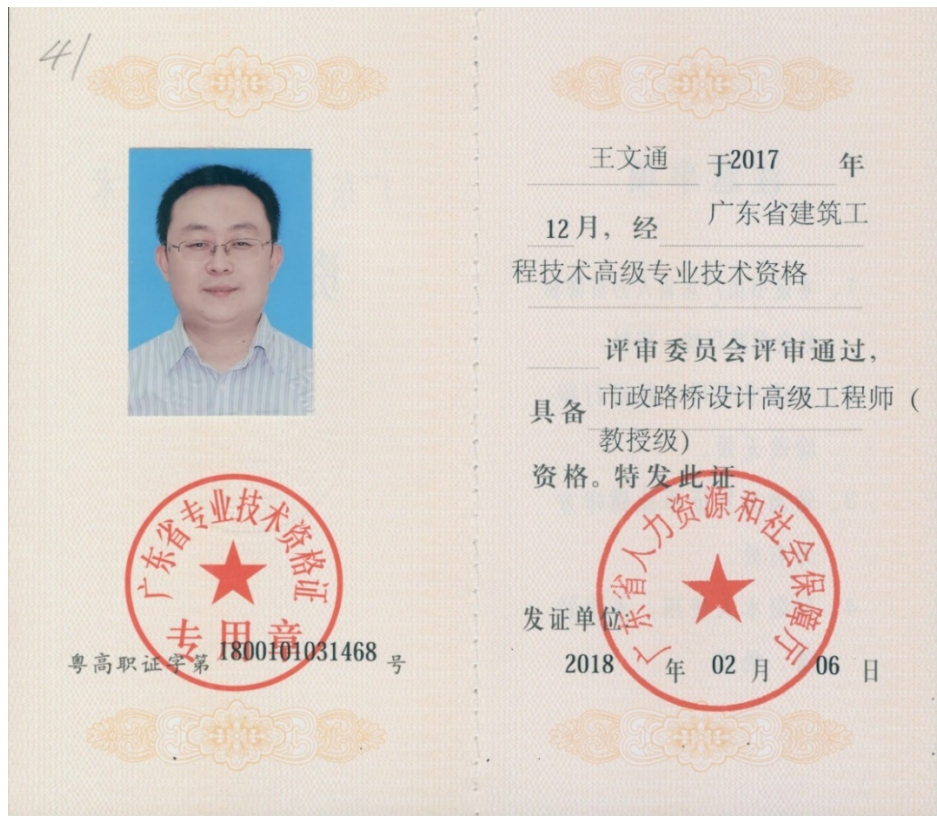 41
广东省专业技术资格证
专用章
粤高职证字第 1800101031468 号
王文通 于2017 年
12月，经 广东省建筑工
程技术高级专业技术资格
评审委员会评审通过，
具备 市政路桥设计高级工程师（
教授级）
资格。特发此证
广东省人力资源和社会保障厅
发证单位：
2018 年 02 月 06 日